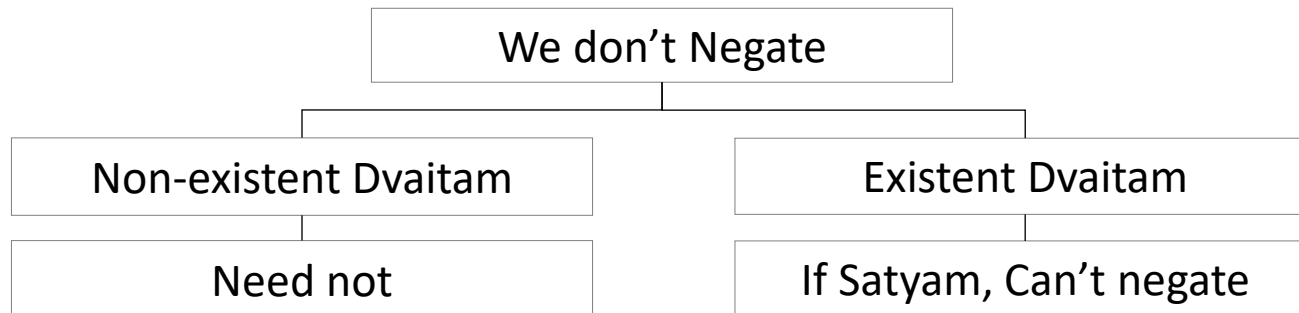 We don’t Negate
Non-existent Dvaitam
Existent Dvaitam
Need not
If Satyam, Can’t negate